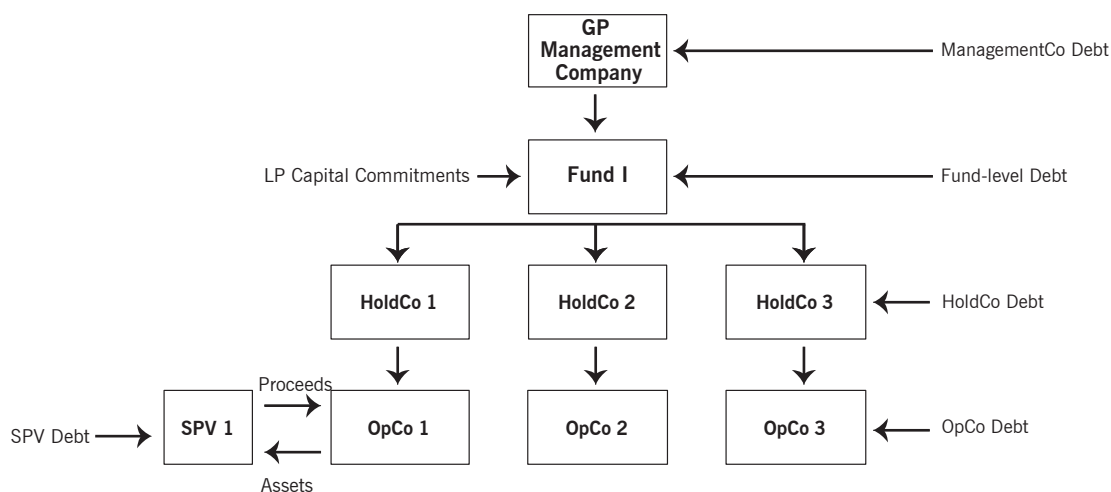 GP
Management
Company
ManagementCo Debt
LP Capital Commitments
Fund I
Fund-level Debt
HoldCo 1
HoldCo 2
HoldCo 3
HoldCo Debt
Proceeds
SPV Debt
SPV 1
OpCo 1
OpCo 2
OpCo 3
OpCo Debt
Assets